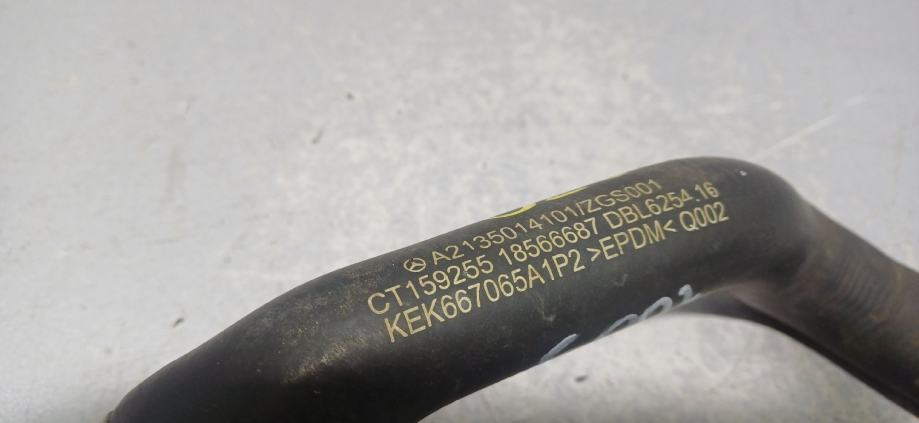 A2135014101/ZGS001
CT159255 18566687 DBL6254.16
KEK667065A1P2 >EPDM< Q002